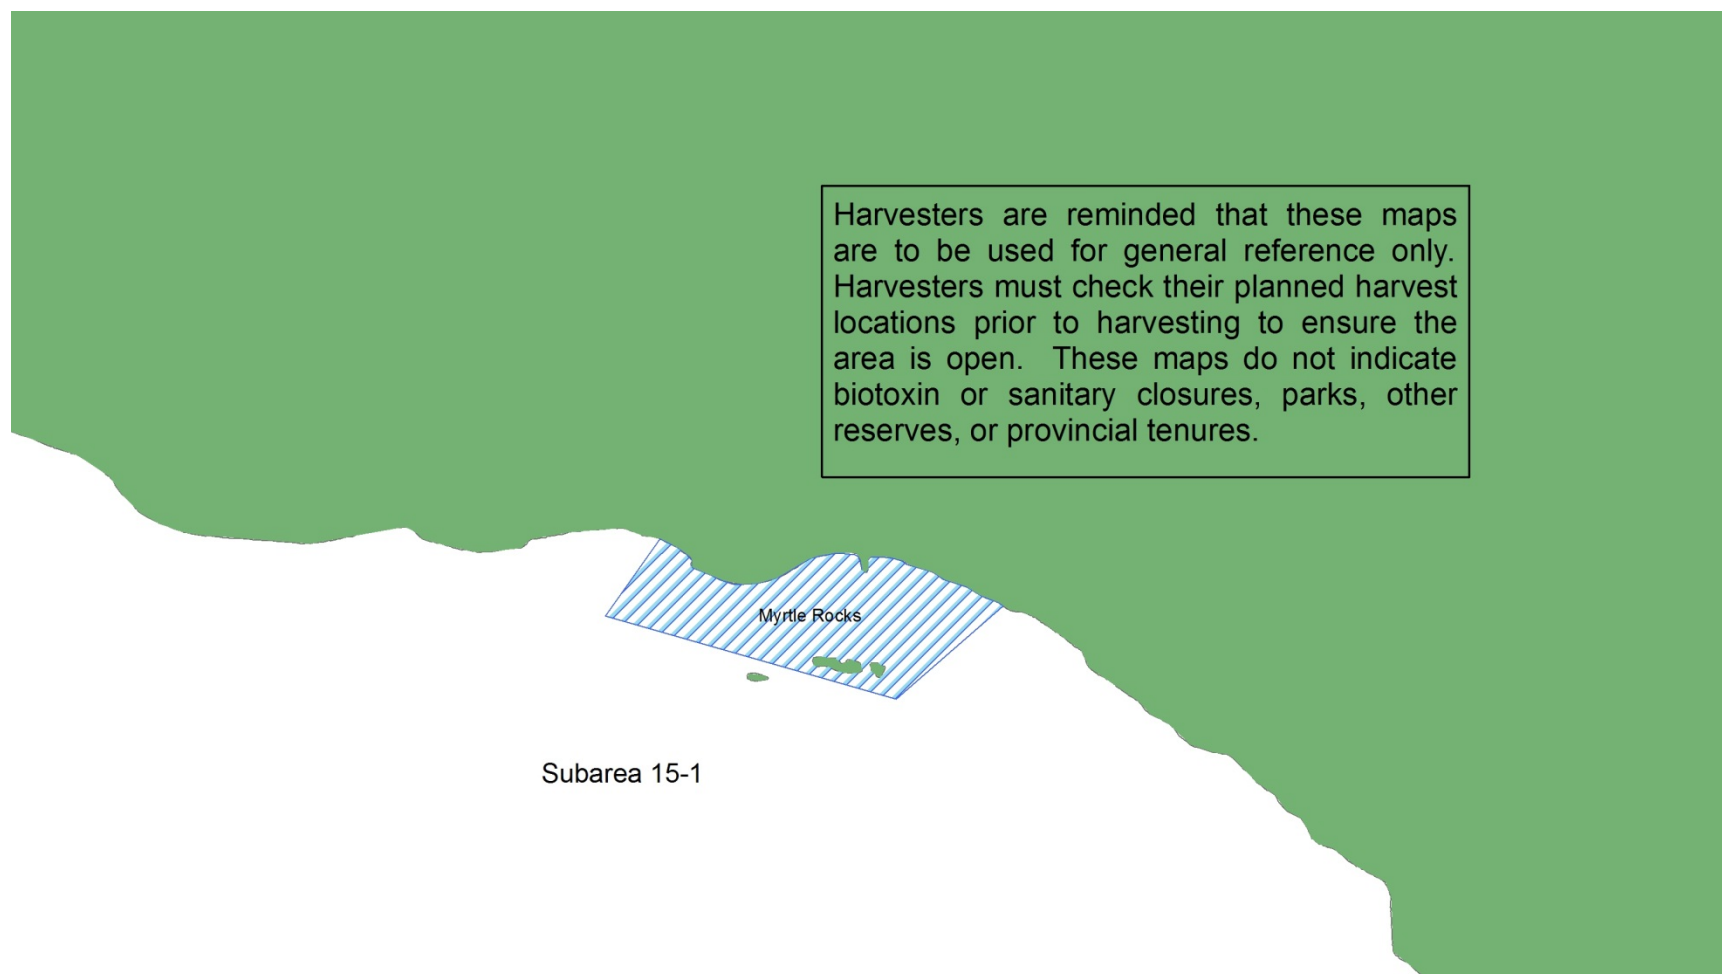 Harvesters are reminded that these maps
are to be used for general reference only.
Harvesters must check their planned harvest
locations prior to harvesting to ensure the
area is open. These maps do not indicate
biotoxin or sanitary closures, parks, other
reserves, or provincial tenures.
Myrtle Rocks
Subarea 15-1